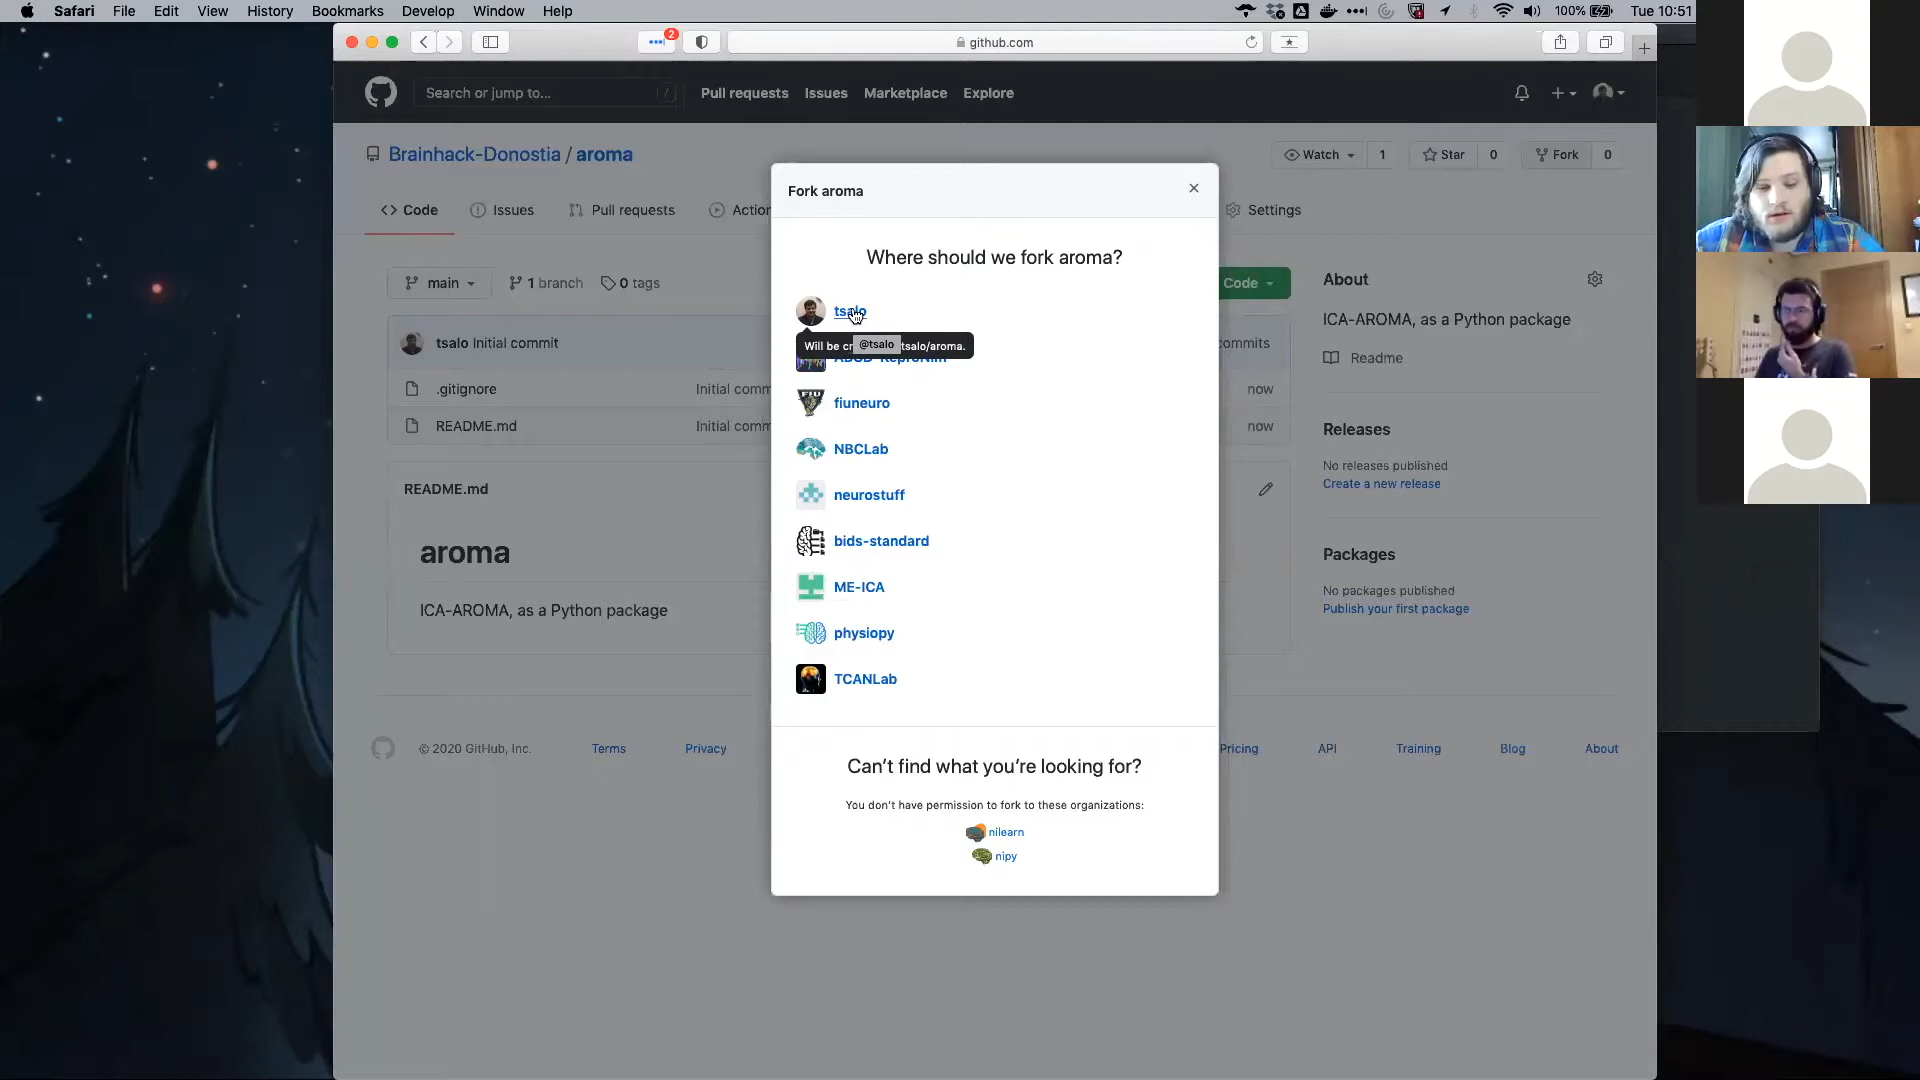 Safari File Edit View History Bookmarks Develop Window Help 100% Tue 10:51
2 github.com
Search or jump to... / Pull requests Issues Marketplace Explore
Brainhack-Donostia / aroma Watch 1 Star 0 Fork 0
Fork aroma
Code Issues Pull requests Settings
Where should we fork aroma?
main 1 branch 0 tags Code About
ICA-AROMA, as a Python package
tsalo
tsalo Initial commit
Will be @tsalo tsalo/aroma.
Readme
.gitignore Initial now
fiuneuro
README.md Initial now
Releases
NBCLab
No releases published
Create a new release
README.md
neurostuff
aroma
bids-standard
Packages
No packages published
Publish your first package
ME-ICA
ICA-AROMA, as a Python package
physiopy
TCANLab
© 2020 GitHub, Inc. Terms Privacy Pricing API Training Blog About
Can't find what you're looking for?
You don't have permission to fork to these organizations:
nilearn
nipy